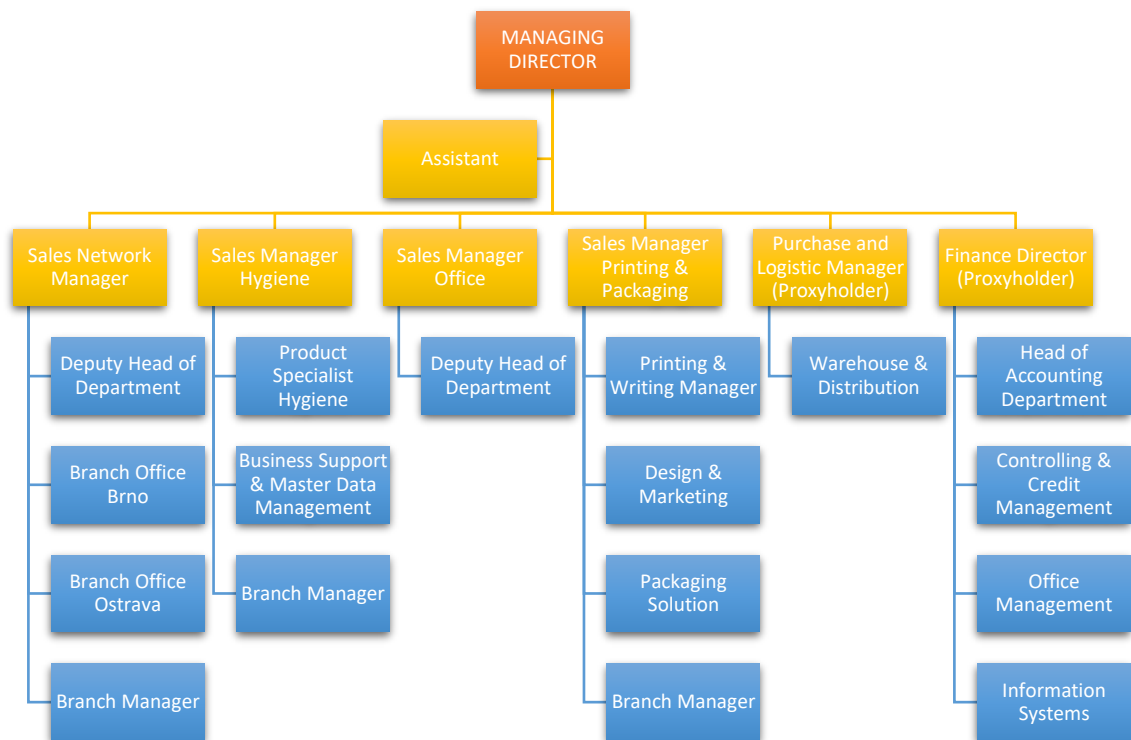 MANAGING
DIRECTOR
Assistant
Sales Network
Manager
Sales Manager
Hygiene
Sales Manager
Office
Sales Manager
Printing &
Packaging
Purchase and
Logistic Manager
(Proxyholder)
Finance Director
(Proxyholder)
Deputy Head of
Department
Product
Specialist
Hygiene
Deputy Head of
Department
Printing &
Writing Manager
Warehouse &
Distribution
Head of
Accounting
Department
Branch Office
Brno
Business Support
& Master Data
Management
Design &
Marketing
Controlling &
Credit
Management
Branch Office
Ostrava
Branch Manager
Packaging
Solution
Office
Management
Branch Manager
Branch Manager
Information
Systems